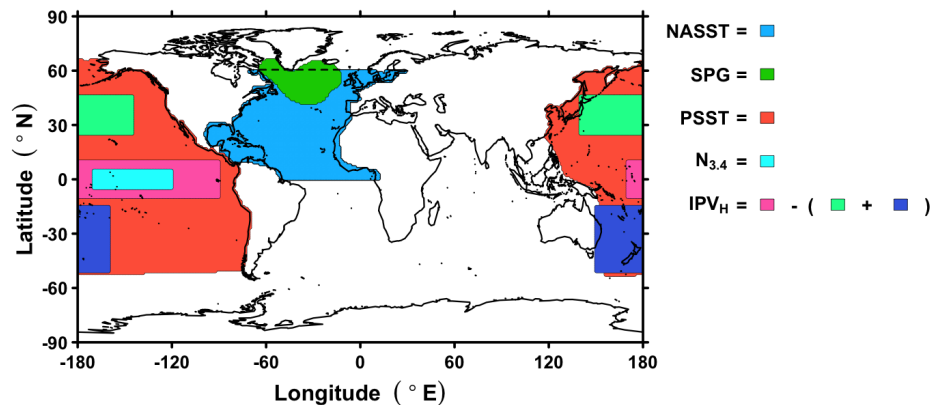 90
60
30
0
-30
-60
-90
Latitude ( ° N )
-180
-120
-60
0
60
120
180
Longitude ( ° E )
NASST =
SPG =
PSST =
N3.4 =
IPVH = - ( + )